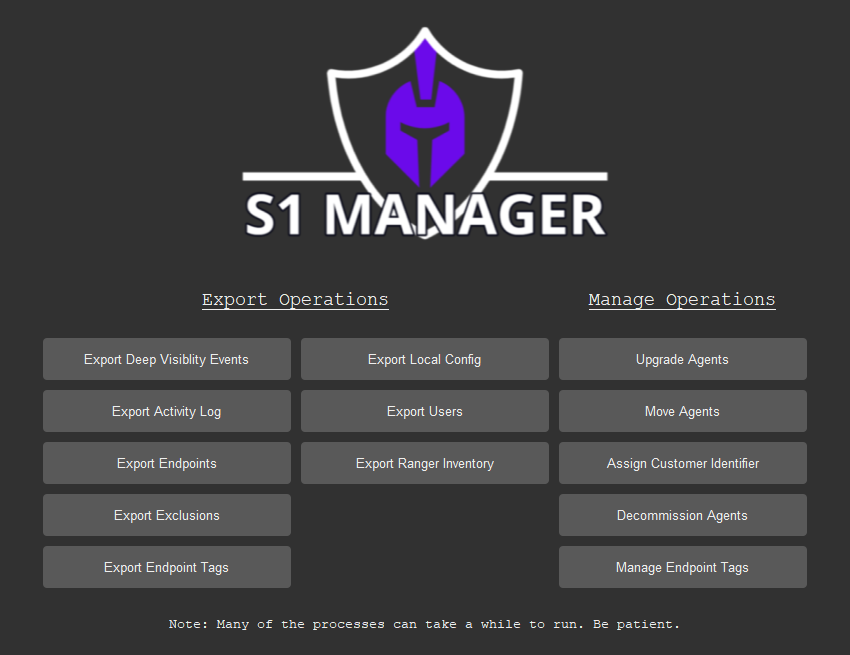 S1 MANAGER
Export Operations
Manage Operations
Export Deep Visiblity Events
Export Local Config
Upgrade Agents
Export Activity Log
Export Users
Move Agents
Export Endpoints
Export Ranger Inventory
Assign Customer Identifier
Export Exclusions
Decommission Agents
Export Endpoint Tags
Manage Endpoint Tags
Note: Many of the processes can take a while to run. Be patient.